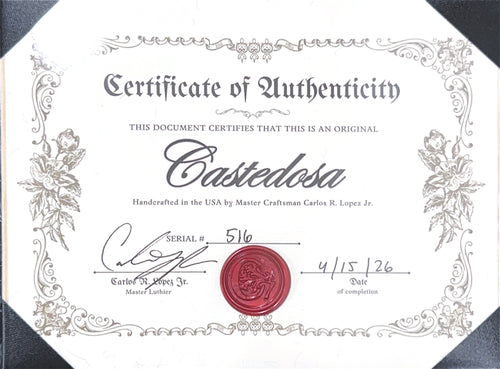 Certificate of Authenticity
THIS DOCUMENT CERTIFIES THAT THIS IS AN ORIGINAL
Castedosa
Handcrafted in the USA by Master Craftsman Carlos R. Lopez Jr.
SERIAL # 516
4/15/26
Carlos R. Lopez Jr. Date
Master Luthier of completion